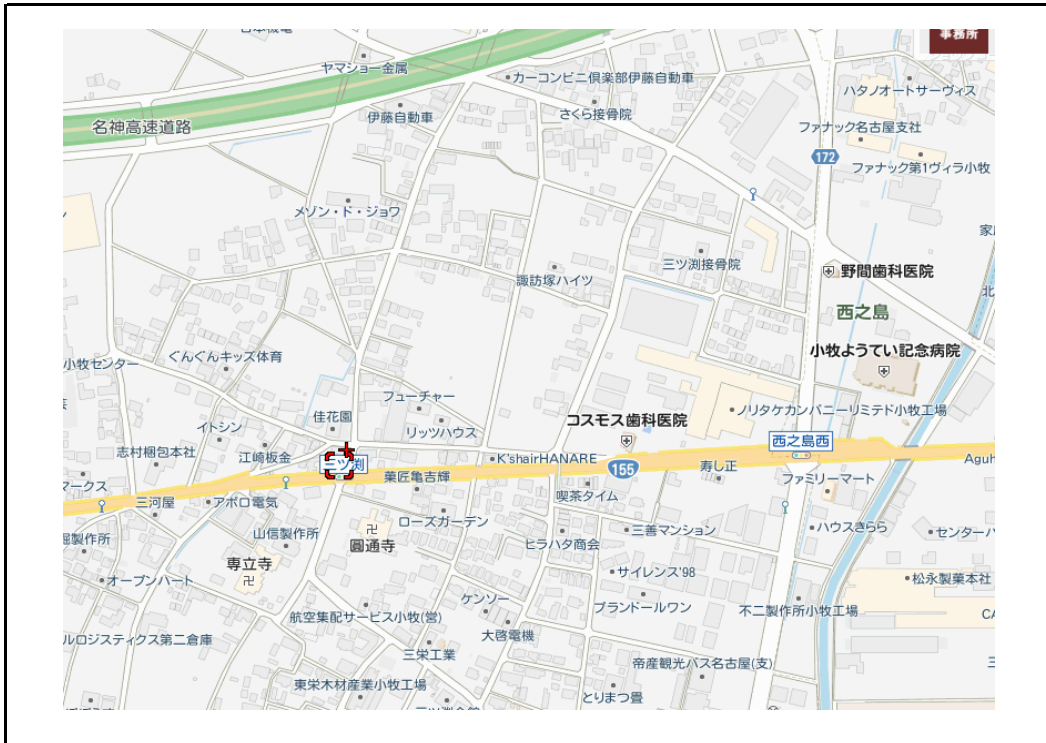 事務所
ヤマショー金属
カーコンビニ倶楽部伊藤自動車
ハタノオートサーヴィス
伊藤自動車
さくら接骨院
名神高速道路
ファナック名古屋支社
172
ファナック第1ヴィラ小牧
メゾン・ド・ジョワ
三ツ渕接骨院
諏訪塚ハイツ
野間歯科医院
西之島
小牧ようてい記念病院
ぐんぐんキッズ体育
小牧センター
フューチャー
佳花園
コスモス歯科医院
ノリタケカンパニーリミテド小牧工場
イトシン
リッツハウス
西之島西
志村梱包本社
江崎板金
三ツ渕
K'shairHANARE
155
寿し正
菓匠亀吉輝
ファミリーマート
マークス
喫茶タイム
三河屋
アポロ電気
ローズガーデン
山信製作所
圓通寺
ヒラハタ商会
三善マンション
ハウスきらら
専立寺
サイレンス'98
オープンハート
松永製菓本社
ケンソー
ブランドールワン
不二製作所小牧工場
航空集配サービス小牧(営)
大啓電機
ルロジスティクス第二倉庫
三栄工業
帝産観光バス名古屋(支)
東栄木材産業小牧工場
とりまつ畳